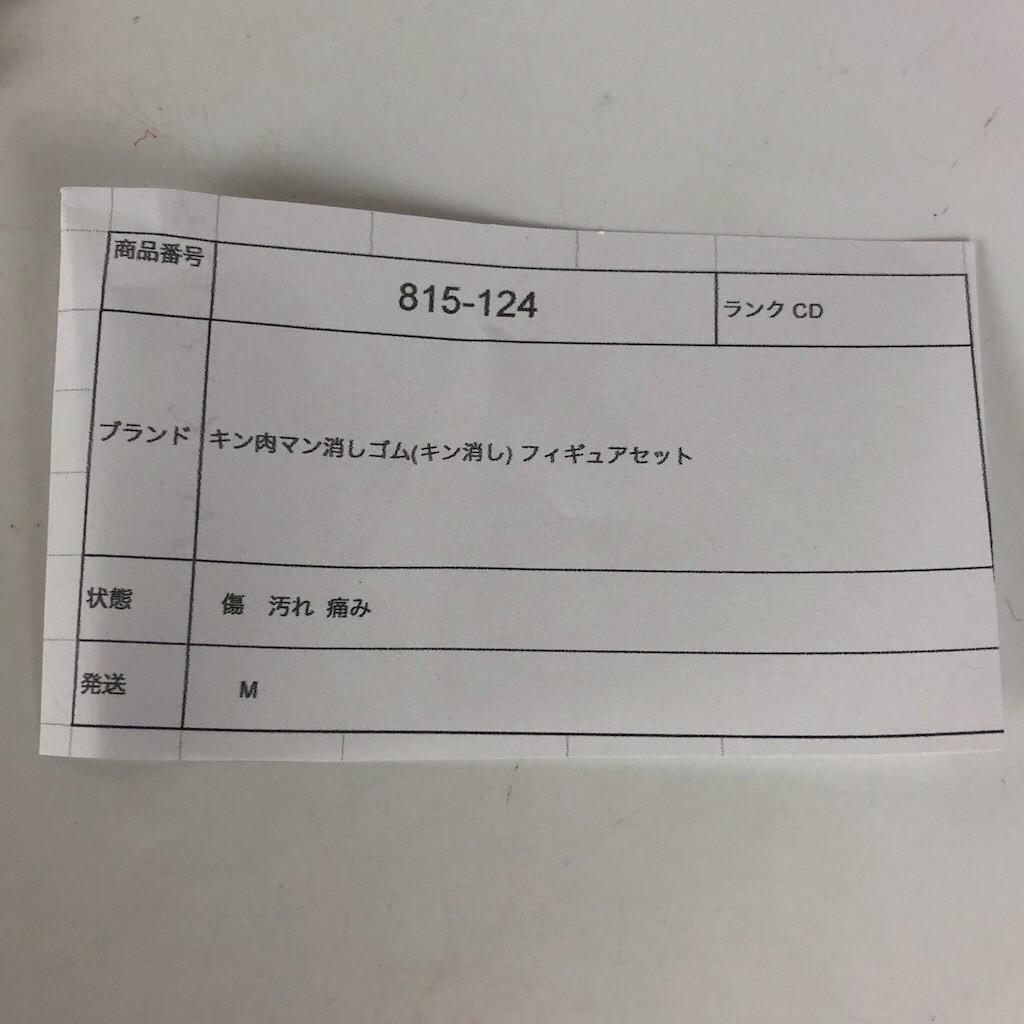 商品番号 815-124 ランク CD
ブランド キン肉マン消しゴム(キン消し) フィギュアセット
状態 傷　汚れ 痛み
発送 M